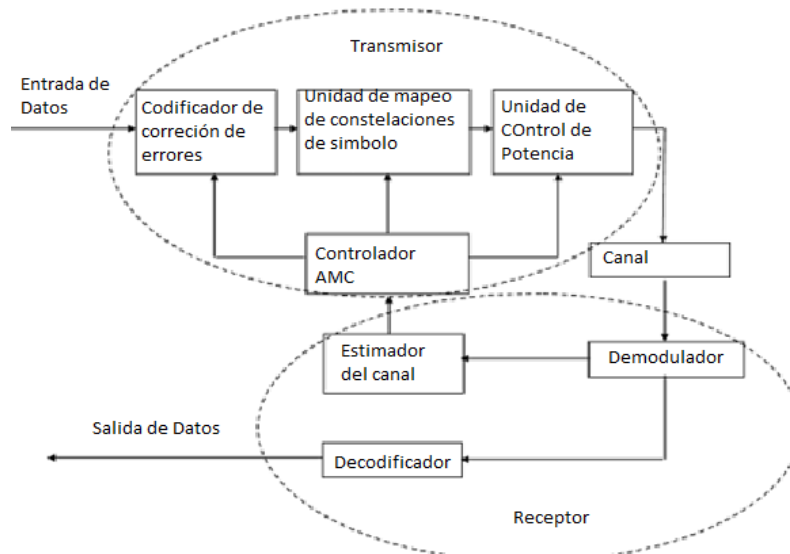 Transmisor
Entrada de
Datos
Codificador de
correción de
errores
Unidad de mapeo
de constelaciones
de simbolo
Unidad de
COntrol de
Potencia
Controlador
AMC
Canal
Estimador
del canal
Demodulador
Salida de Datos
Decodificador
Receptor